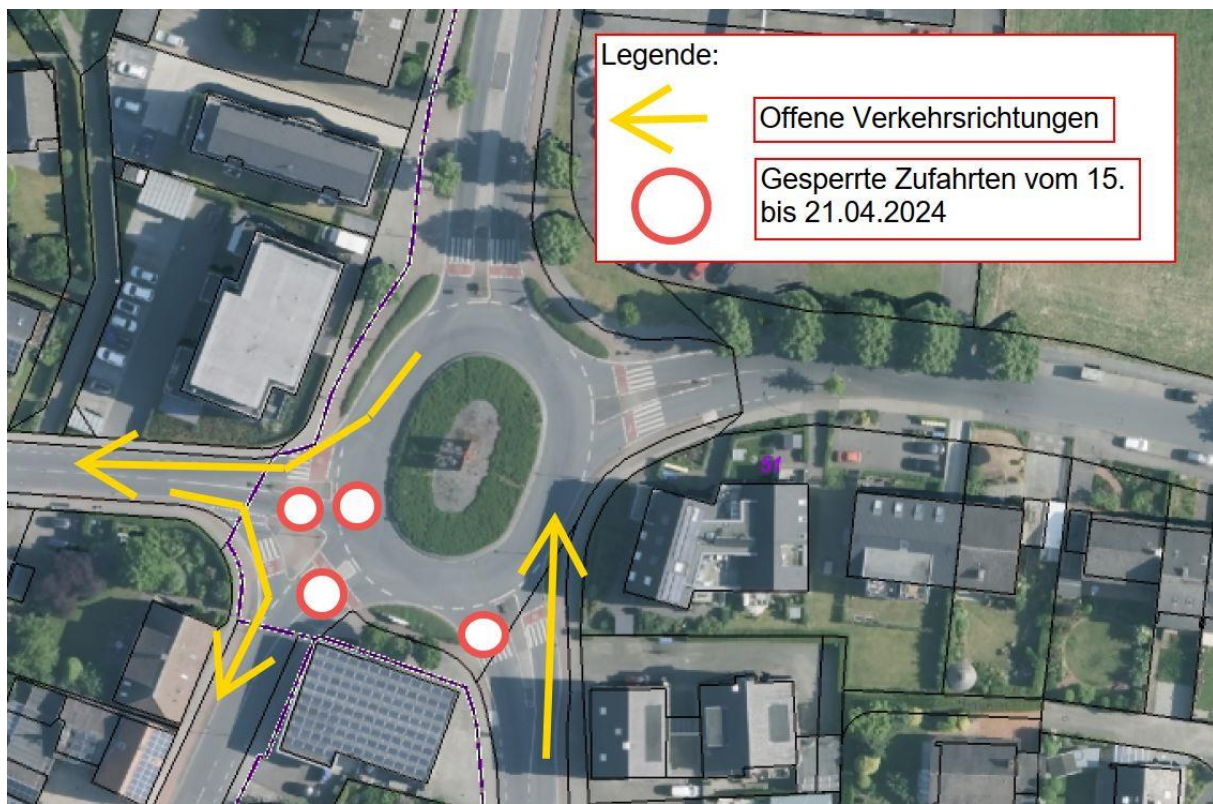 Legende:
Offene Verkehrsrichtungen
Gesperrte Zufahrten vom 15.
bis 21.04.2024